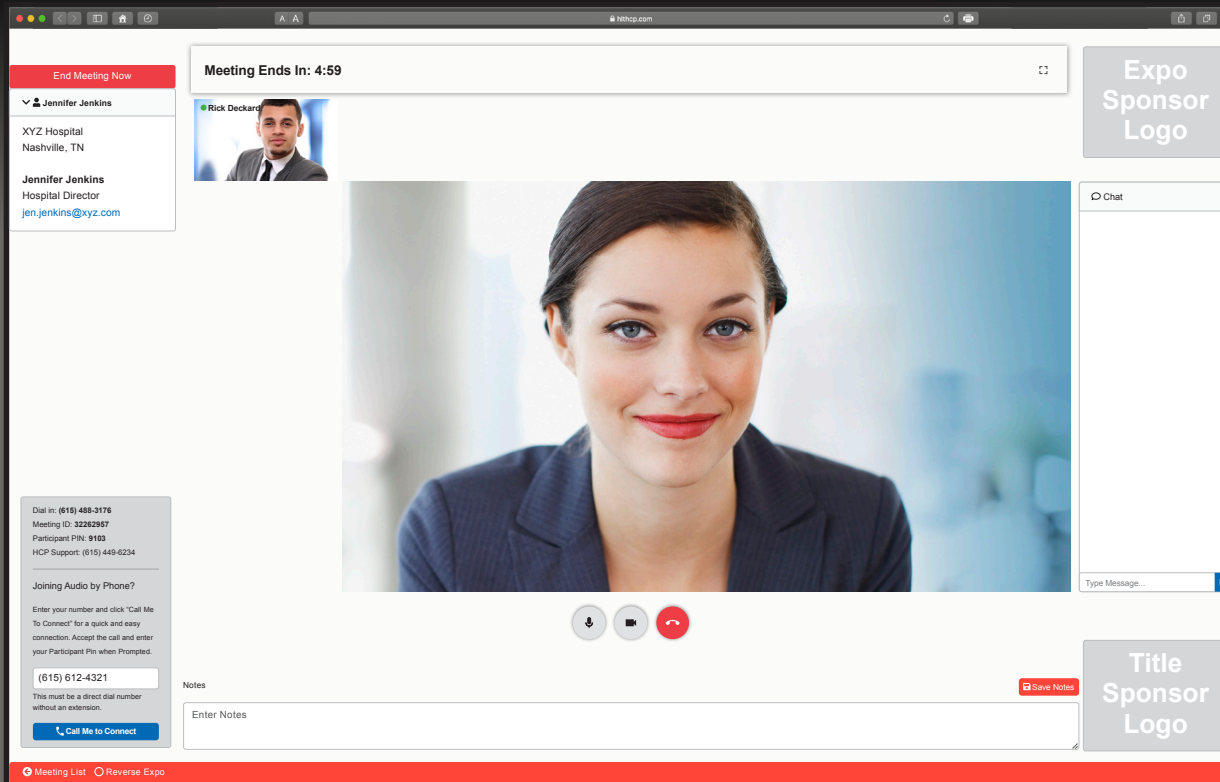 A A
hlthcp.com
End Meeting Now
Jennifer Jenkins
XYZ Hospital
Nashville, TN
Jennifer Jenkins
Hospital Director
jen.jenkins@xyz.com
Meeting Ends In: 4:59
Rick Deckard
Expo
Sponsor
Logo
Chat
Type Message...
Dial in: (615) 488-3176
Meeting ID: 32262957
Participant PIN: 9103
HCP Support: (615) 449-6234
Joining Audio by Phone?
Enter your number and click "Call Me
To Connect" for a quick and easy
connection. Accept the call and enter
your Participant Pin when Prompted.
(615) 612-4321
This must be a direct dial number
without an extension.
Call Me to Connect
Notes
Save Notes
Enter Notes
Title
Sponsor
Logo
Meeting List
Reverse Expo